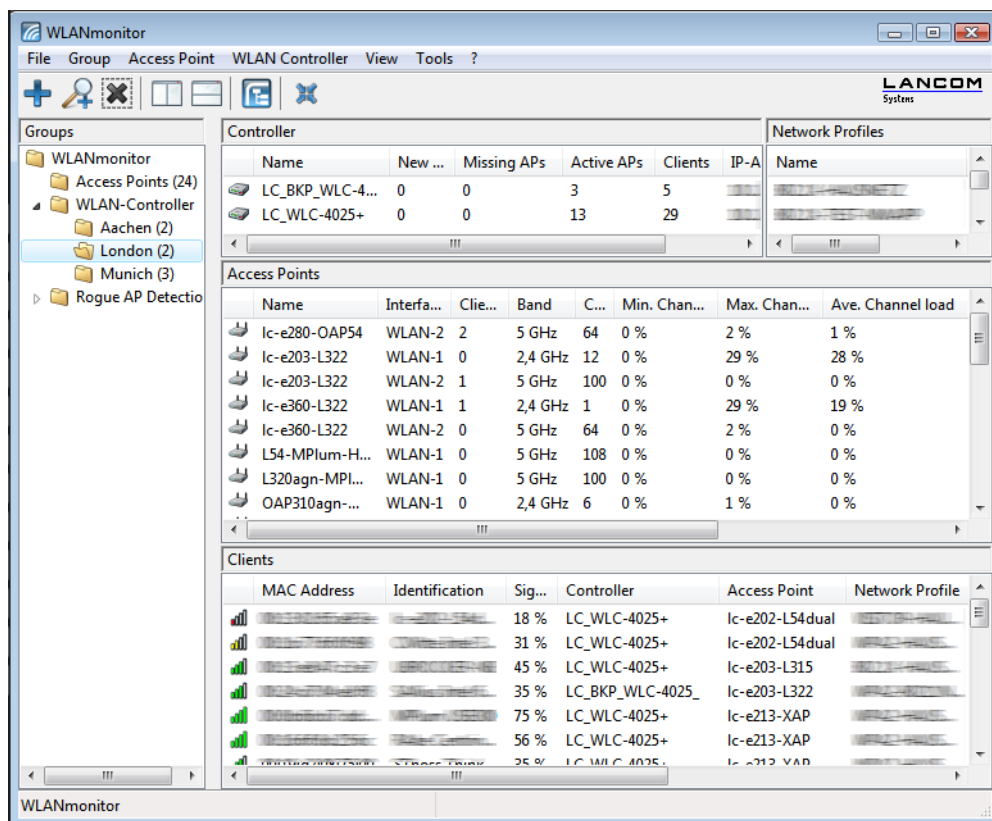 WLANmonitor
File Group Access Point WLAN Controller View Tools ?
LANCOM
Systems
Groups
WLANmonitor
Access Points (24)
WLAN-Controller
Aachen (2)
London (2)
Munich (3)
Rogue AP Detectio
Controller
Name New ... Missing APs Active APs Clients IP-A
LC_BKP_WLC-4... 0 0 3 5
LC_WLC-4025+ 0 0 13 29
Network Profiles
Name
Access Points
Name Interfa... Clie... Band C... Min. Chan... Max. Chan... Ave. Channel load
lc-e280-OAP54 WLAN-2 2 5 GHz 64 0 % 2 % 1 %
lc-e203-L322 WLAN-1 0 2,4 GHz 12 0 % 29 % 28 %
lc-e203-L322 WLAN-2 1 5 GHz 100 0 % 0 % 0 %
lc-e360-L322 WLAN-1 1 2,4 GHz 1 0 % 29 % 19 %
lc-e360-L322 WLAN-2 0 5 GHz 64 0 % 2 % 0 %
L54-MPlum-H... WLAN-1 0 5 GHz 108 0 % 0 % 0 %
L320agn-MPl... WLAN-1 0 5 GHz 100 0 % 0 % 0 %
OAP310agn-... WLAN-1 0 2,4 GHz 6 0 % 1 % 0 %
Clients
MAC Address Identification Sig... Controller Access Point Network Profile
18 % LC_WLC-4025+ lc-e202-L54dual
31 % LC_WLC-4025+ lc-e202-L54dual
45 % LC_WLC-4025+ lc-e203-L315
35 % LC_BKP_WLC-4025_ lc-e203-L322
75 % LC_WLC-4025+ lc-e213-XAP
56 % LC_WLC-4025+ lc-e213-XAP
25 % LC_WLC-4025+ lc-e213-XAP
WLANmonitor